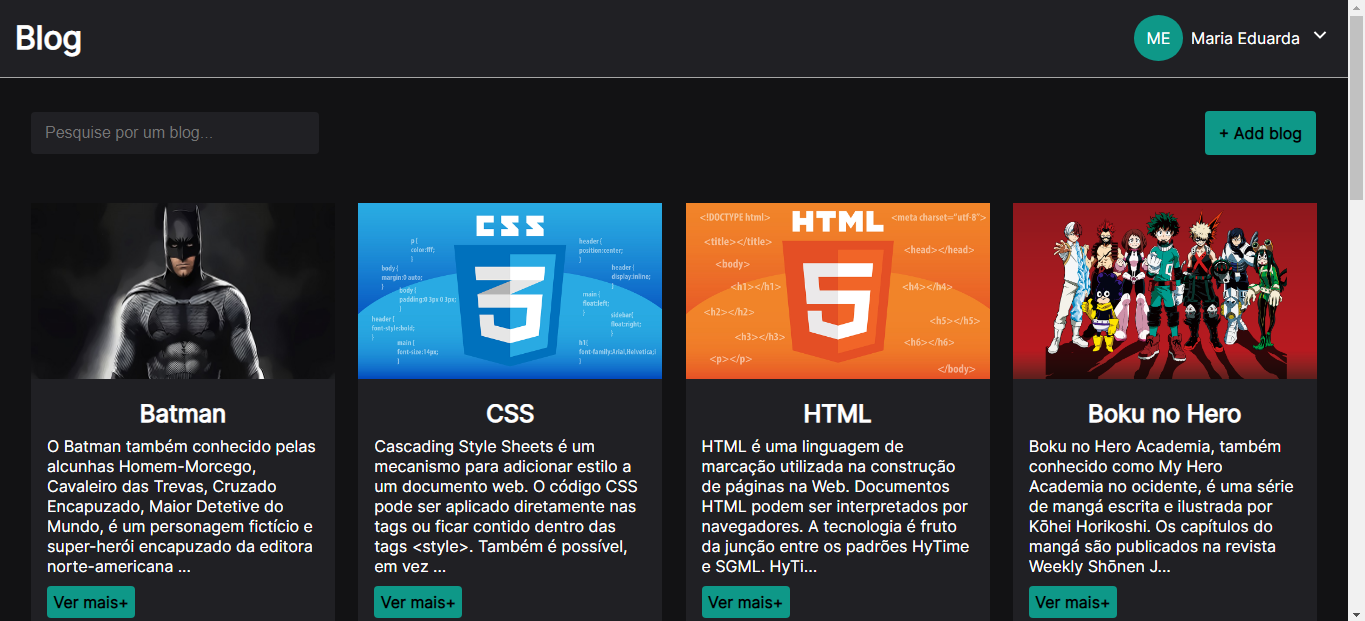 Blog
ME Maria Eduarda
Pesquise por um blog...
+ Add blog
CSS
p{
color:fff;
}
body{
margin:0 auto;
}
body{
padding:0 3px 0 3px;
}
header{
font-style:bold;
}
main{
font-size:14px;
}
header{
position:center;
}
header{
display:inline;
}
main{
float:left;
}
sidebar{
float:right;
}
h1{
font-family:Arial,Helvetica;
}
3
HTML
<!DOCTYPE html>
<title></title>
<body>
<h1></h1>
<h2></h2>
<h3></h3>
<p></p>
<meta charset="utf-8">
<head></head>
<h4></h4>
<h5></h5>
<h6></h6>
</body>
5
Batman
O Batman também conhecido pelas
alcunhas Homem-Morcego,
Cavaleiro das Trevas, Cruzado
Encapuzado, Maior Detetive do
Mundo, é um personagem fictício e
super-herói encapuzado da editora
norte-americana ...
Ver mais+
CSS
Cascading Style Sheets é um
mecanismo para adicionar estilo a
um documento web. O código CSS
pode ser aplicado diretamente nas
tags ou ficar contido dentro das
tags <style>. Também é possível,
em vez ...
Ver mais+
HTML
HTML é uma linguagem de
marcação utilizada na construção
de páginas na Web. Documentos
HTML podem ser interpretados por
navegadores. A tecnologia é fruto
da junção entre os padrões HyTime
e SGML. HyTi...
Ver mais+
Boku no Hero
Boku no Hero Academia, também
conhecido como My Hero
Academia no ocidente, é uma série
de mangá escrita e ilustrada por
Kōhei Horikoshi. Os capítulos do
mangá são publicados na revista
Weekly Shōnen J...
Ver mais+